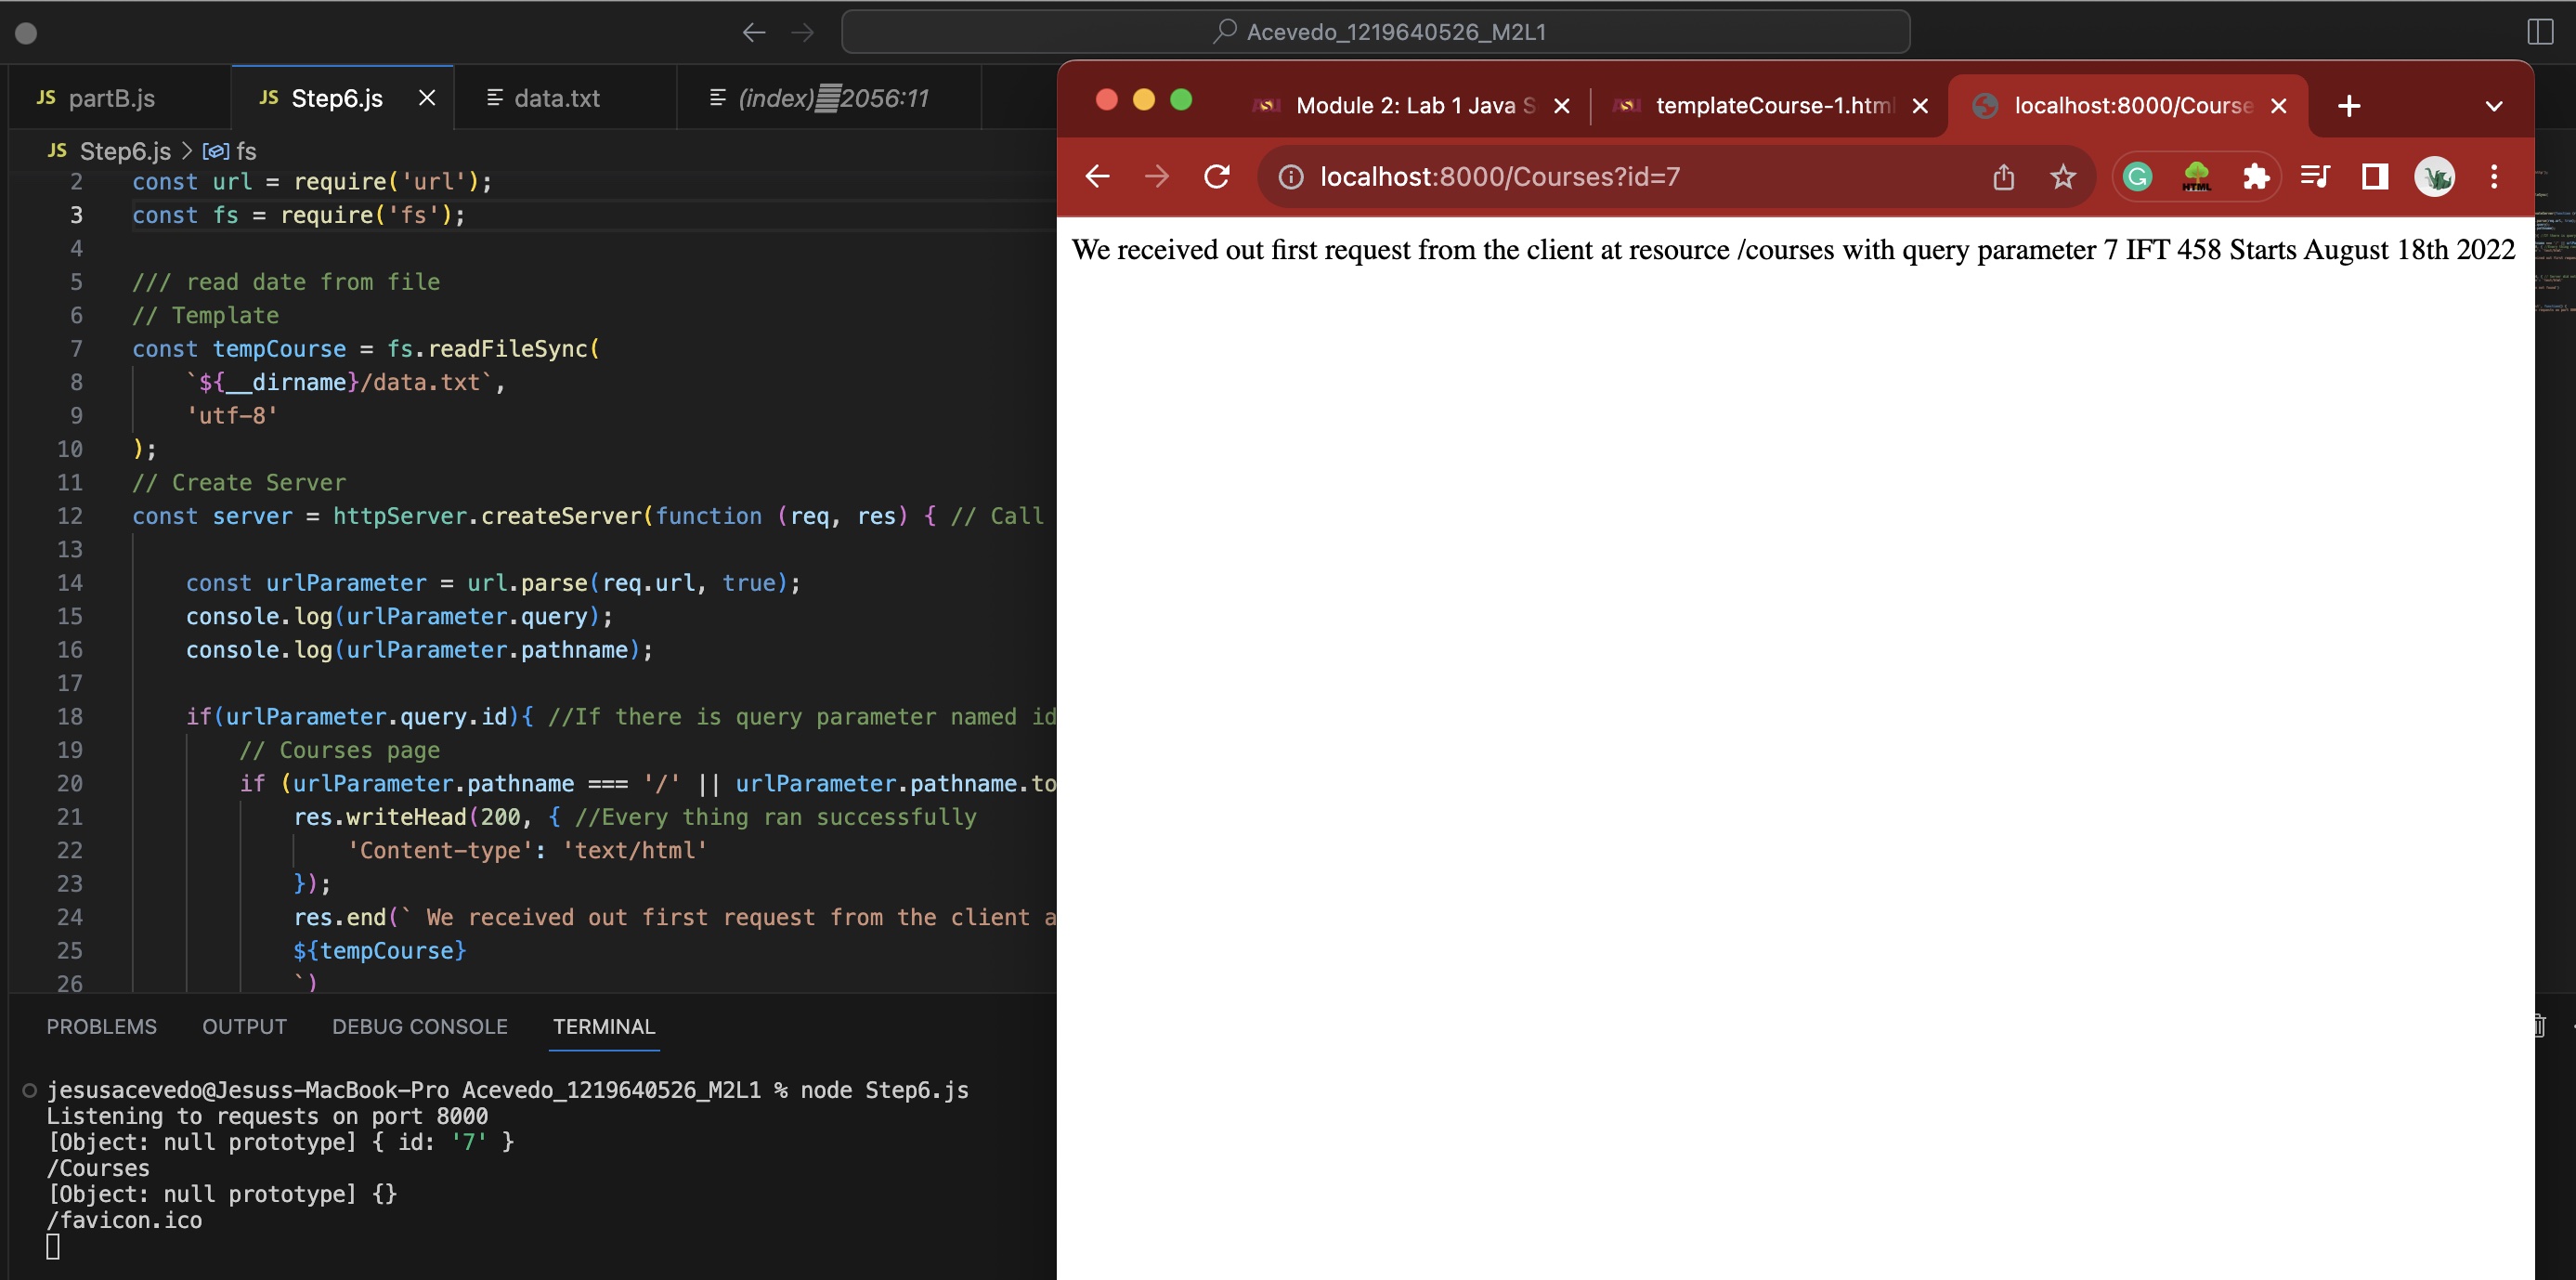 Acevedo_1219640526_M2L1
JS partB.js
JS Step6.js
data.txt
(index) 2056:11
JS Step6.js > fs
2 const url = require('url');
3 const fs = require('fs');
4
5 /// read date from file
6 // Template
7 const tempCourse = fs.readFileSync(
8 `${__dirname}/data.txt`,
9 'utf-8'
10 );
11 // Create Server
12 const server = httpServer.createServer(function (req, res) { // Call
13
14 const urlParameter = url.parse(req.url, true);
15 console.log(urlParameter.query);
16 console.log(urlParameter.pathname);
17
18 if(urlParameter.query.id){ //If there is query parameter named id
19 // Courses page
20 if (urlParameter.pathname === '/' || urlParameter.pathname.to
21 res.writeHead(200, { //Every thing ran successfully
22 'Content-type': 'text/html'
23 });
24 res.end(` We received out first request from the client a
25 ${tempCourse}
26 `)
PROBLEMS OUTPUT DEBUG CONSOLE TERMINAL
jesusacevedo@Jesuss-MacBook-Pro Acevedo_1219640526_M2L1 % node Step6.js
Listening to requests on port 8000
[Object: null prototype] { id: '7' }
/Courses
[Object: null prototype] {}
/favicon.ico
Module 2: Lab 1 Java S
templateCourse-1.html
localhost:8000/Course
localhost:8000/Courses?id=7
HTML
We received out first request from the client at resource /courses with query parameter 7 IFT 458 Starts August 18th 2022